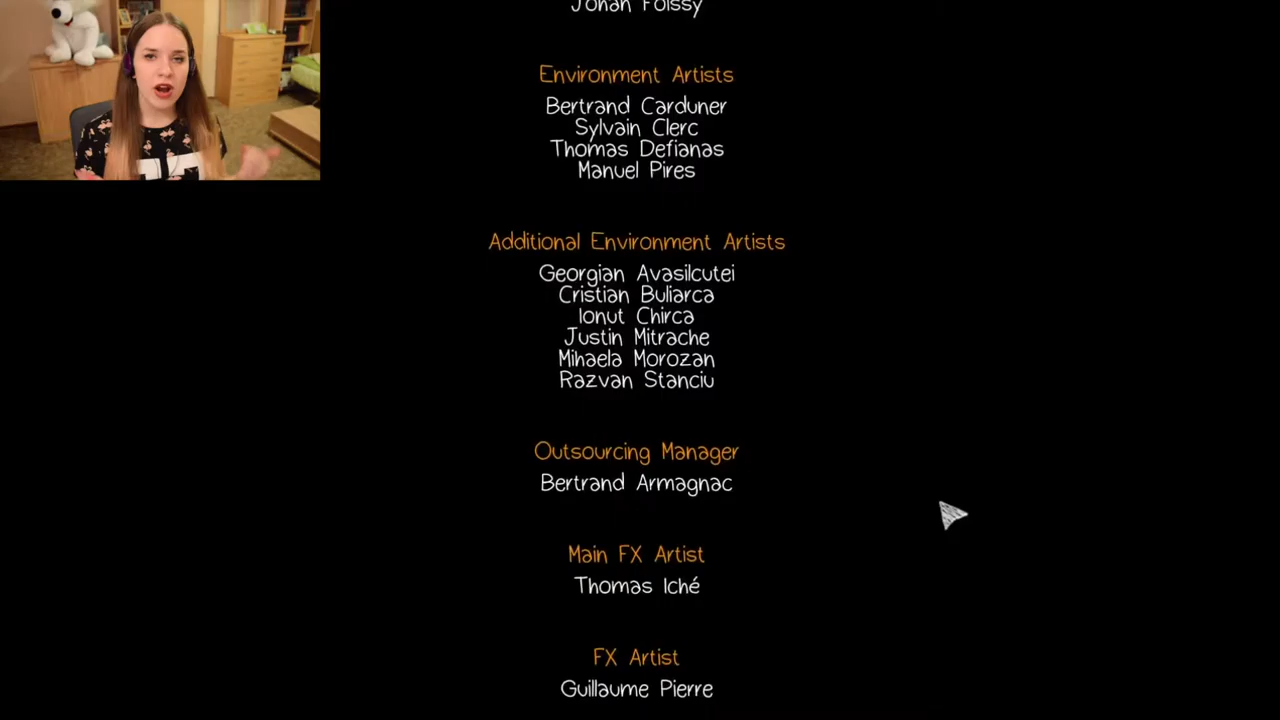 Johan Foissy
Environment Artists
Bertrand Carduner
Sylvain Clerc
Thomas Defianas
Manuel Pires
Additional Environment Artists
Georgian Avasilcutei
Cristian Buliarca
Ionut Chirca
Justin Mitrache
Mihaela Morozan
Razvan Stanciu
Outsourcing Manager
Bertrand Armagnac
Main FX Artist
Thomas Iché
FX Artist
Guillaume Pierre